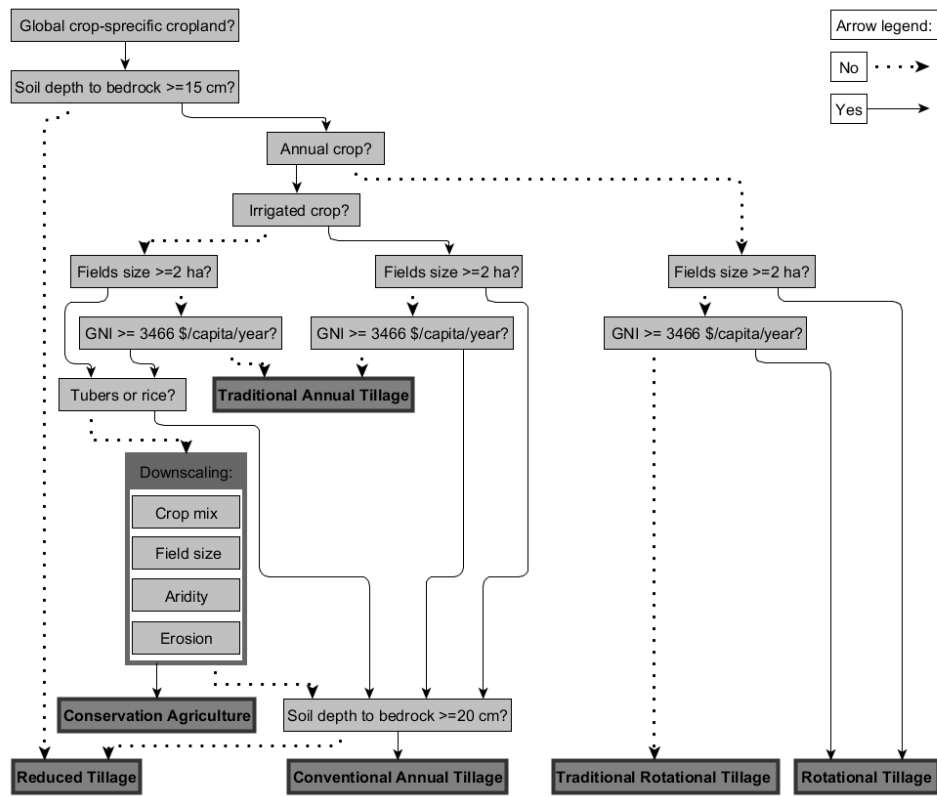 Global crop-sprecific cropland?
Arrow legend:
No
Yes
Soil depth to bedrock >=15 cm?
Annual crop?
Irrigated crop?
Fields size >=2 ha?
Fields size >=2 ha?
Fields size >=2 ha?
GNI >= 3466 $/capita/year?
GNI >= 3466 $/capita/year?
GNI >= 3466 $/capita/year?
Tubers or rice?
Traditional Annual Tillage
Downscaling:
Crop mix
Field size
Aridity
Erosion
Conservation Agriculture
Soil depth to bedrock >=20 cm?
Reduced Tillage
Conventional Annual Tillage
Traditional Rotational Tillage
Rotational Tillage